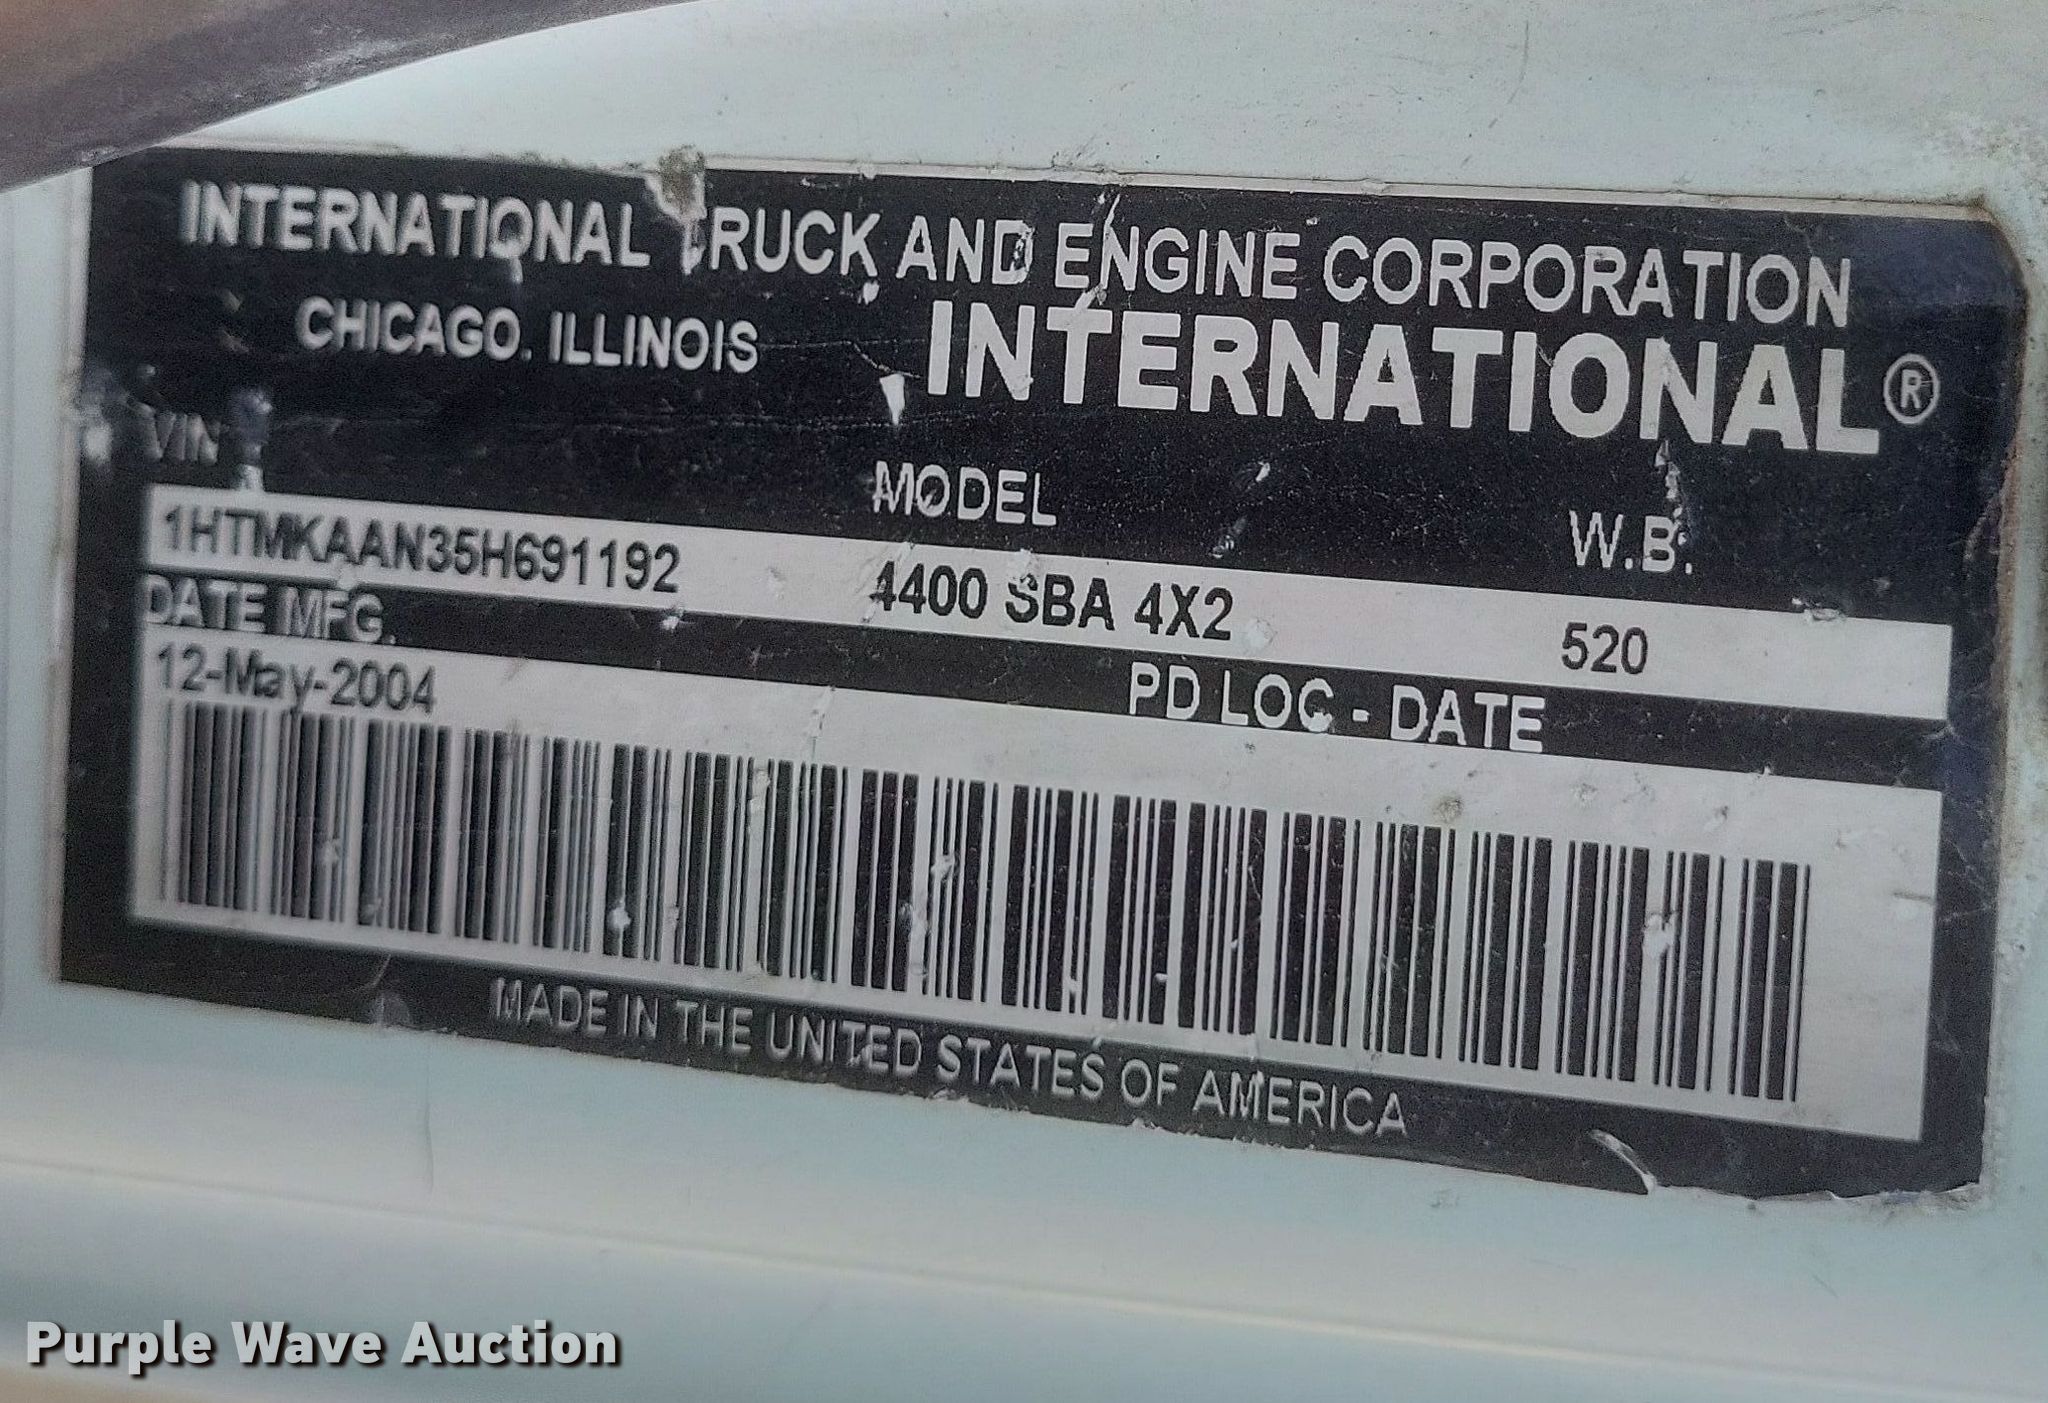 INTERNATIONAL TRUCK AND ENGINE CORPORATION
CHICAGO, ILLINOIS
INTERNATIONAL®
VIN
MODEL
W.B.
1HTMKAAN35H691192
4400 SBA 4X2
520
DATE MFG.
PD LOC - DATE
12-May-2004
MADE IN THE UNITED STATES OF AMERICA
Purple Wave Auction